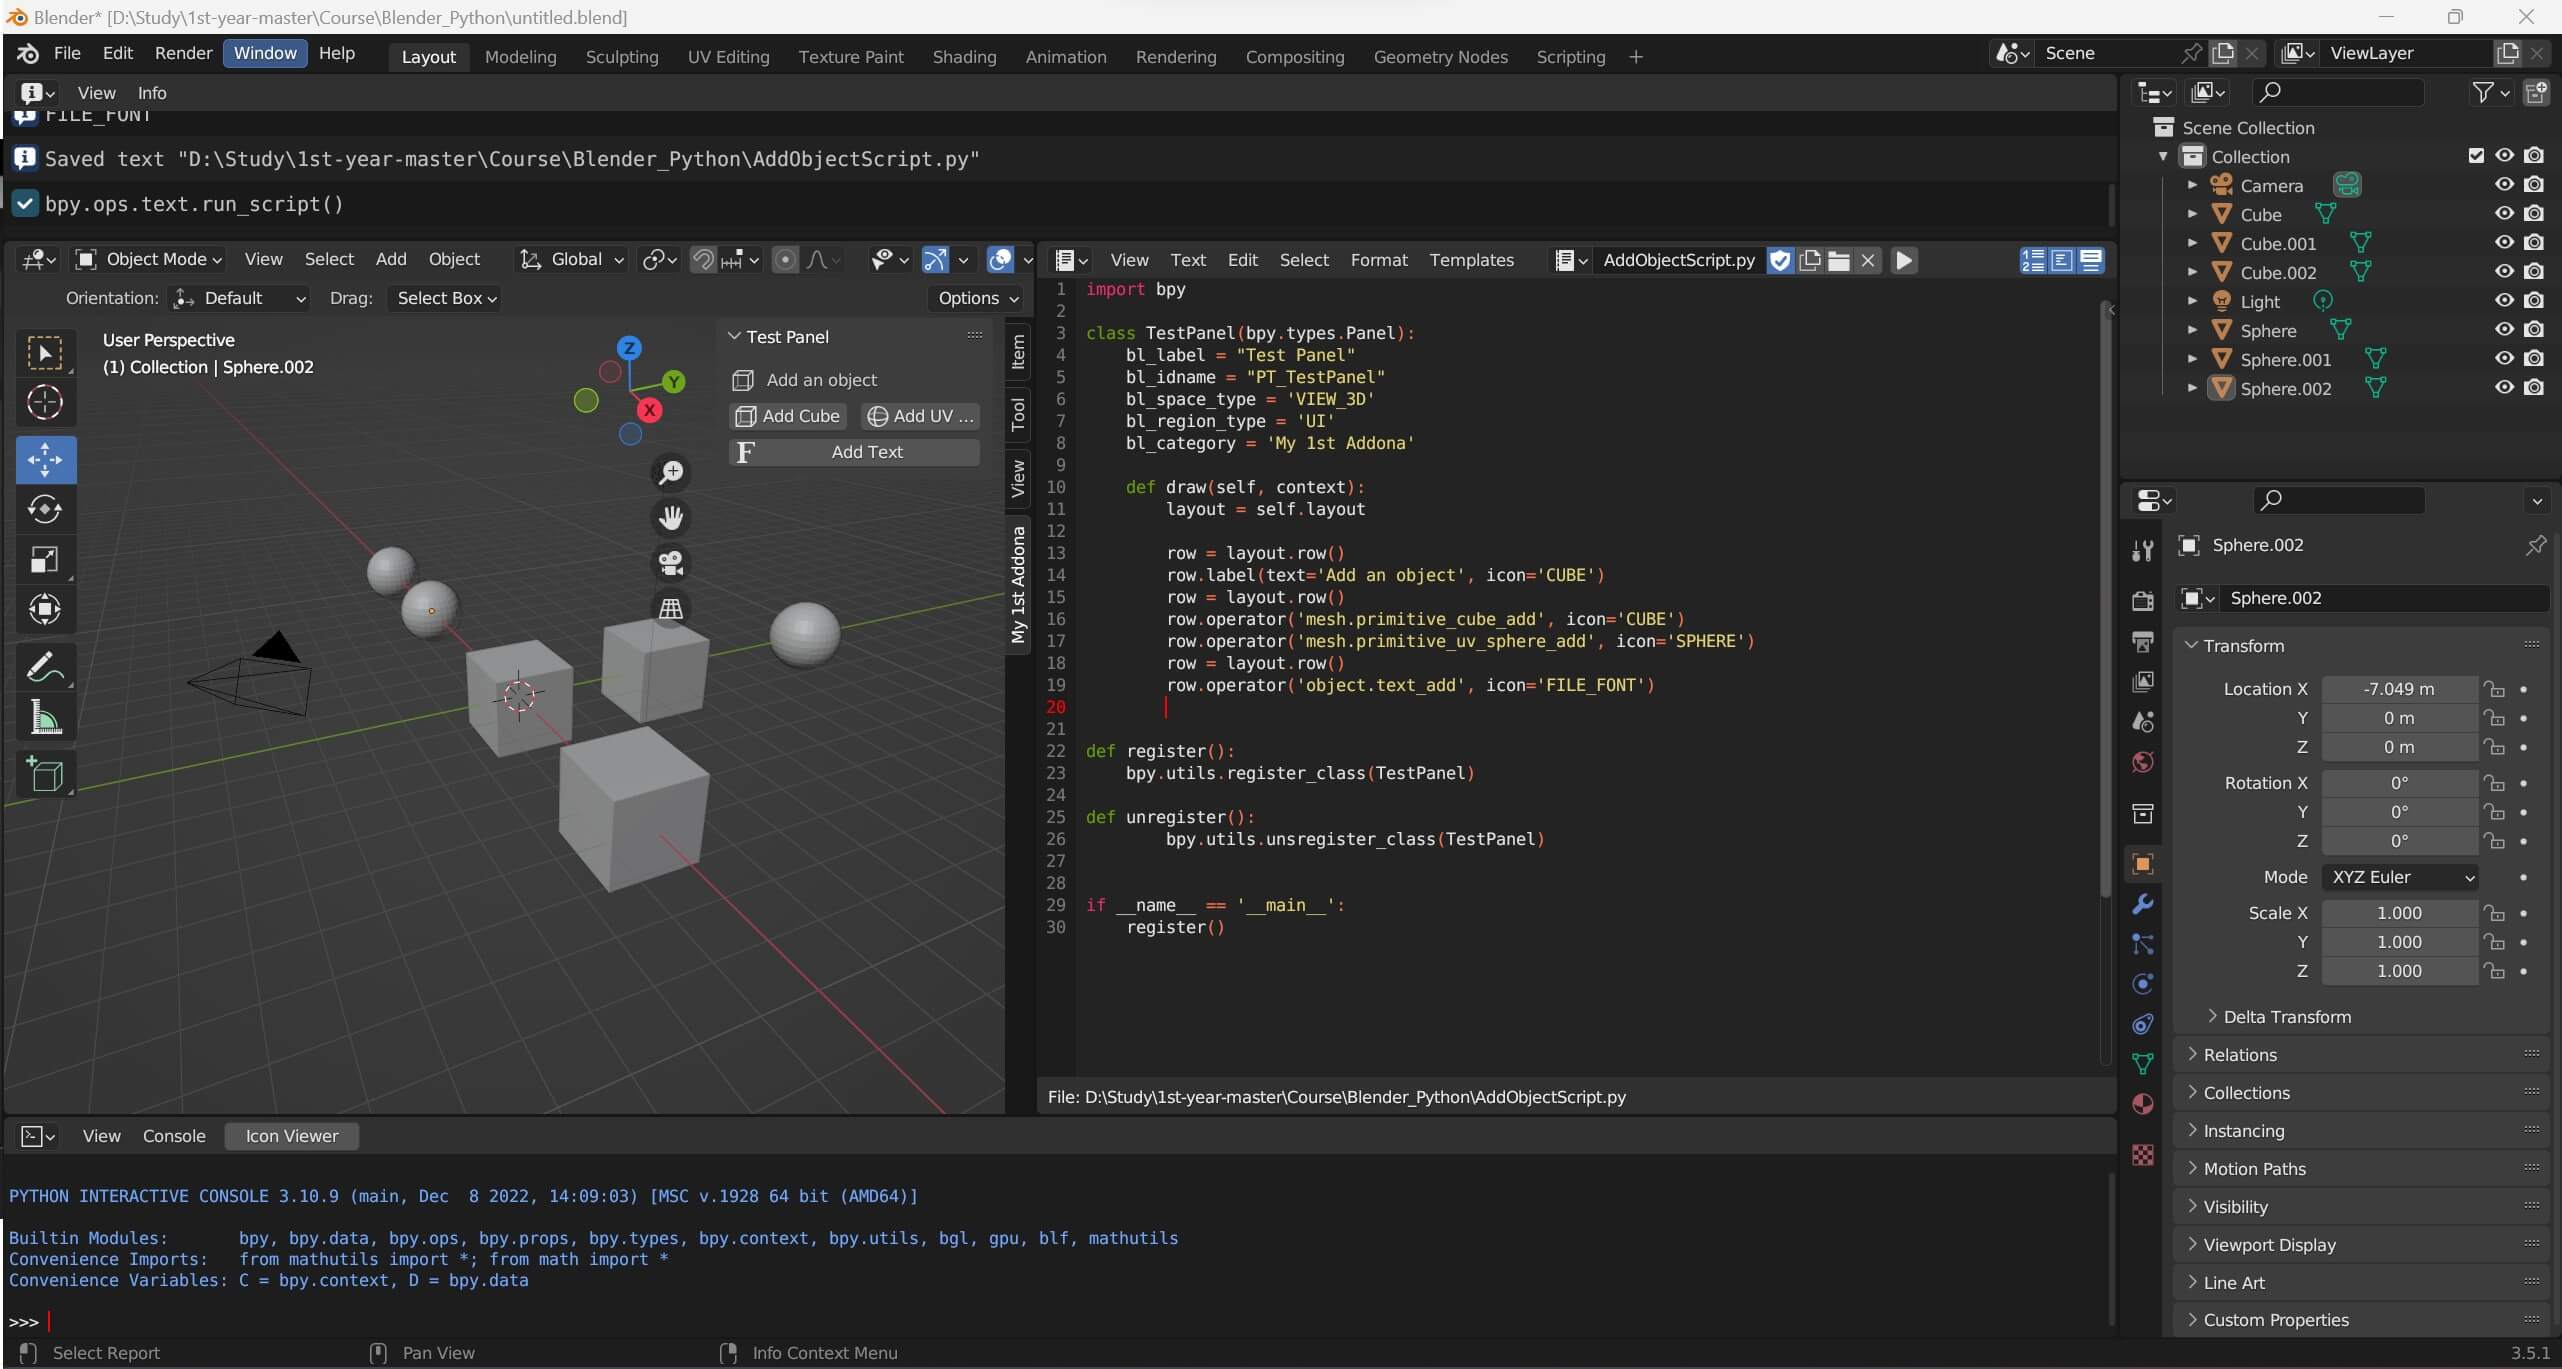 Blender* [D:\Study\1st-year-master\Course\Blender_Python\untitled.blend]
File Edit Render Window Help Layout Modeling Sculpting UV Editing Texture Paint Shading Animation Rendering Compositing Geometry Nodes Scripting + Scene ViewLayer
View Info
FILE_FONT
Saved text "D:\Study\1st-year-master\Course\Blender_Python\AddObjectScript.py"
bpy.ops.text.run_script()
Object Mode View Select Add Object Global
Orientation: Default Drag: Select Box Options
User Perspective
(1) Collection | Sphere.002
Z
Y
X
Test Panel
Add an object
Add Cube Add UV ...
F Add Text
Item
Tool
View
My 1st Addona
View Text Edit Select Format Templates AddObjectScript.py
1 import bpy
2
3 class TestPanel(bpy.types.Panel):
4 bl_label = "Test Panel"
5 bl_idname = "PT_TestPanel"
6 bl_space_type = 'VIEW_3D'
7 bl_region_type = 'UI'
8 bl_category = 'My 1st Addona'
9
10 def draw(self, context):
11 layout = self.layout
12
13 row = layout.row()
14 row.label(text='Add an object', icon='CUBE')
15 row = layout.row()
16 row.operator('mesh.primitive_cube_add', icon='CUBE')
17 row.operator('mesh.primitive_uv_sphere_add', icon='SPHERE')
18 row = layout.row()
19 row.operator('object.text_add', icon='FILE_FONT')
20
21
22 def register():
23 bpy.utils.register_class(TestPanel)
24
25 def unregister():
26 bpy.utils.unsregister_class(TestPanel)
27
28
29 if __name__ == '__main__':
30 register()
File: D:\Study\1st-year-master\Course\Blender_Python\AddObjectScript.py
Scene Collection
Collection
Camera
Cube
Cube.001
Cube.002
Light
Sphere
Sphere.001
Sphere.002
Sphere.002
Sphere.002
Transform
Location X -7.049 m
Y 0 m
Z 0 m
Rotation X 0°
Y 0°
Z 0°
Mode XYZ Euler
Scale X 1.000
Y 1.000
Z 1.000
Delta Transform
Relations
Collections
Instancing
Motion Paths
Visibility
Viewport Display
Line Art
Custom Properties
View Console Icon Viewer
PYTHON INTERACTIVE CONSOLE 3.10.9 (main, Dec 8 2022, 14:09:03) [MSC v.1928 64 bit (AMD64)]
Builtin Modules: bpy, bpy.data, bpy.ops, bpy.props, bpy.types, bpy.context, bpy.utils, bgl, gpu, blf, mathutils
Convenience Imports: from mathutils import *; from math import *
Convenience Variables: C = bpy.context, D = bpy.data
>>>
Select Report Pan View Info Context Menu 3.5.1